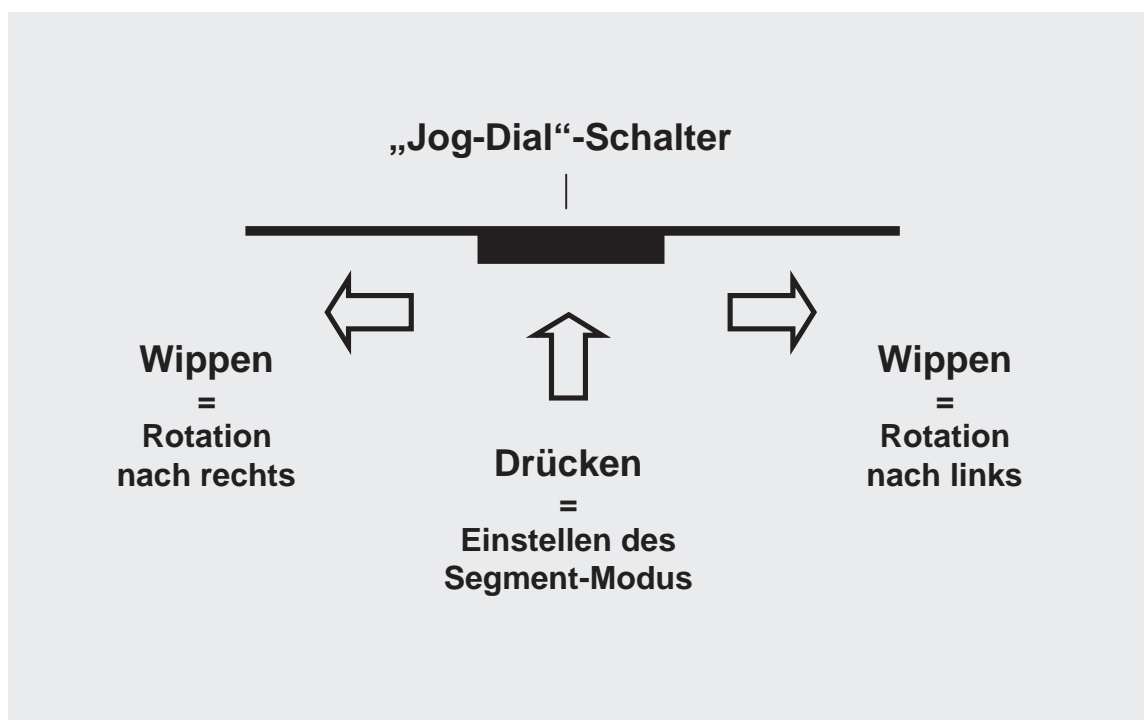 „Jog-Dial“-Schalter
Wippen
=
Rotation
nach rechts
Drücken
=
Einstellen des
Segment-Modus
Wippen
=
Rotation
nach links